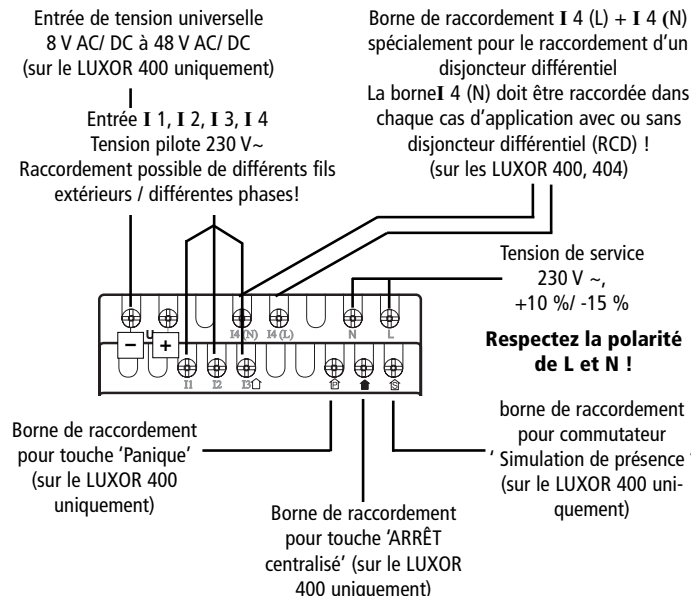 Entrée de tension universelle
8 V AC/ DC à 48 V AC/ DC
(sur le LUXOR 400 uniquement)
Entrée I 1, I 2, I 3, I 4
Tension pilote 230 V~
Raccordement possible de différents fils
extérieurs / différentes phases!
Borne de raccordement I 4 (L) + I 4 (N)
spécialement pour le raccordement d'un
disjoncteur différentiel
La borneI 4 (N) doit être raccordée dans
chaque cas d'application avec ou sans
disjoncteur différentiel (RCD) !
(sur les LUXOR 400, 404)
Tension de service
230 V ~,
+10 %/ -15 %
Respectez la polarité
de L et N !
I4 (N) I4 (L) N L
− U +
I1 I2 I3 P S
Borne de raccordement
pour touche 'Panique'
(sur le LUXOR 400
uniquement)
Borne de raccordement
pour touche 'ARRÊT
centralisé' (sur le LUXOR
400 uniquement)
borne de raccordement
pour commutateur
' Simulation de présence '
(sur le LUXOR 400 uni-
quement)